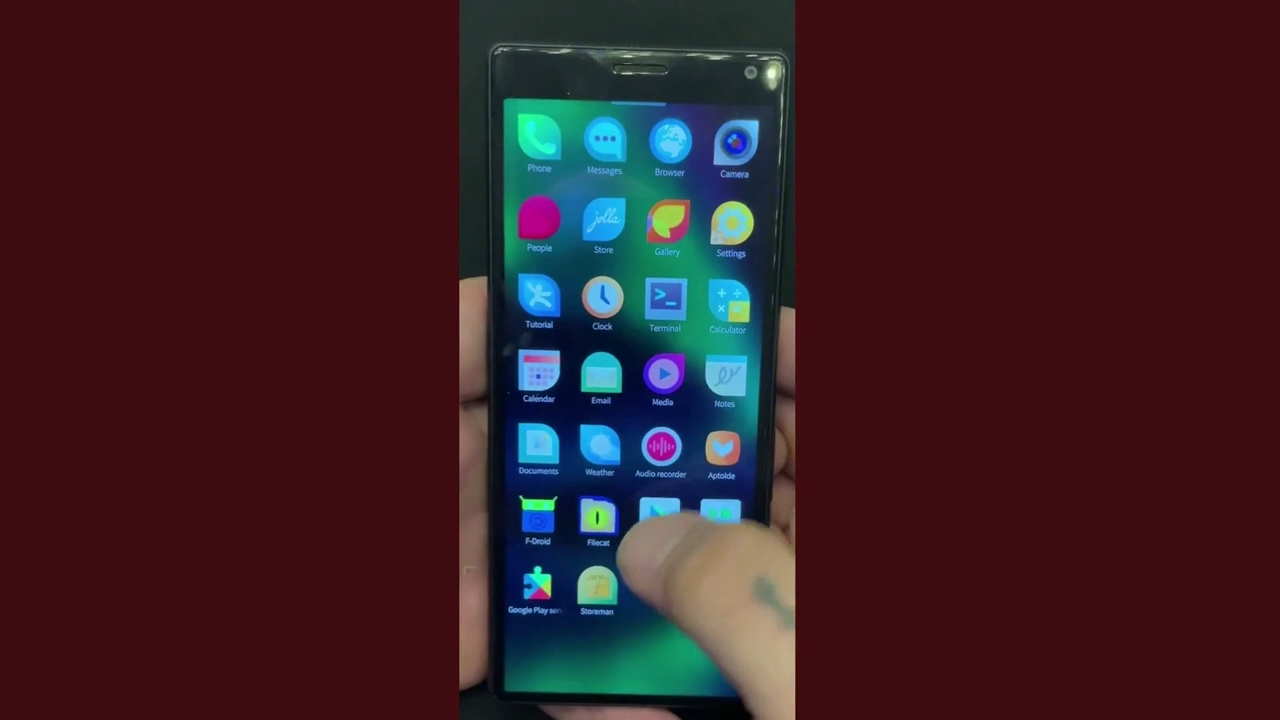 Phone Messages Browser Camera
jolla
People Store Gallery Settings
>_
Tutorial Clock Terminal Calculator
Calendar Email Media Notes
Documents Weather Audio recorder Aptoide
F-Droid Filecat
Google Play ser
Storeman